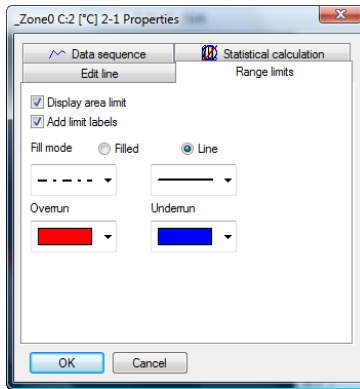 _Zone0 C:2 [°C] 2-1 Properties
Data sequence
Statistical calculation
Edit line
Range limits
Display area limit
Add limit labels
Fill mode Filled Line
Overrun Underrun
OK Cancel